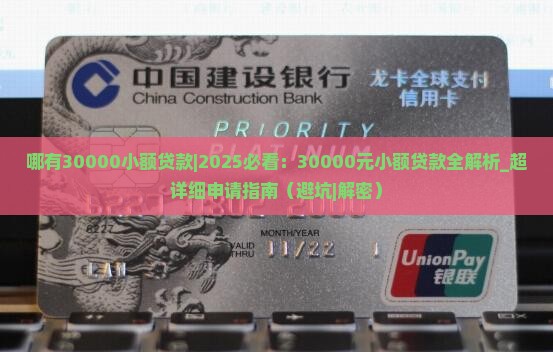 中国建设银行
China Construction Bank
龙卡全球支付
信用卡
PRIORITY
PLATINUM
哪有30000小额贷款|2025必看：30000元小额贷款全解析_超
详细申请指南（避坑|解密）
6227
MONTH/YEAR
VALID
THRU
11/22
UnionPay
银联